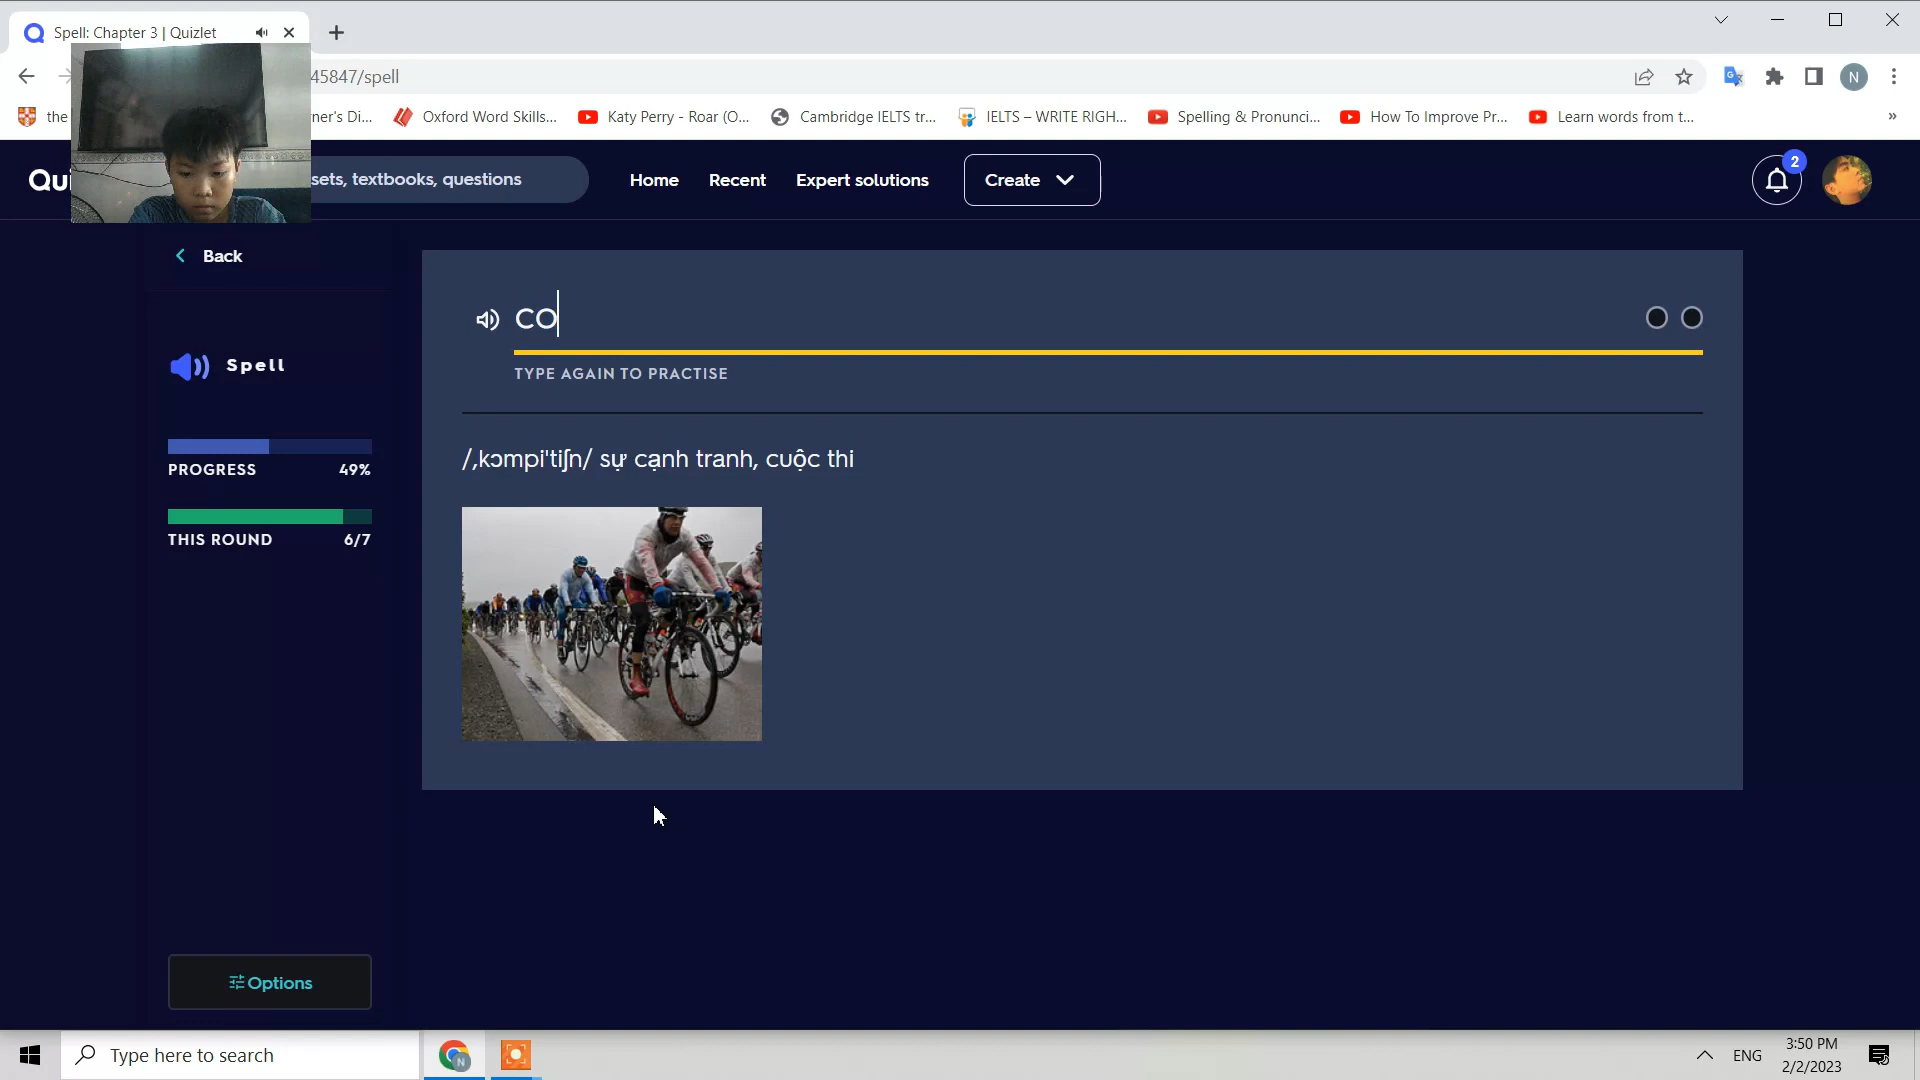 Spell: Chapter 3 | Quizlet
45847/spell
N
the
ner's Di...
Oxford Word Skills...
Katy Perry - Roar (O...
Cambridge IELTS tr...
IELTS – WRITE RIGH...
Spelling & Pronunci...
How To Improve Pr...
Learn words from t...
»
Qui
sets, textbooks, questions
Home
Recent
Expert solutions
Create
2
Back
CO
TYPE AGAIN TO PRACTISE
Spell
PROGRESS 49%
THIS ROUND 6/7
/,kɔmpi'tiʃn/ sự cạnh tranh, cuộc thi
Options
Type here to search
N
ENG
3:50 PM
2/2/2023